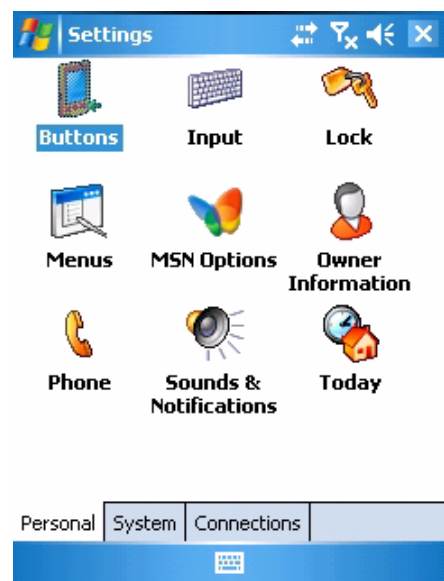 Settings
Buttons
Input
Lock
Menus
MSN Options
Owner
Information
Phone
Sounds &
Notifications
Today
Personal
System
Connections